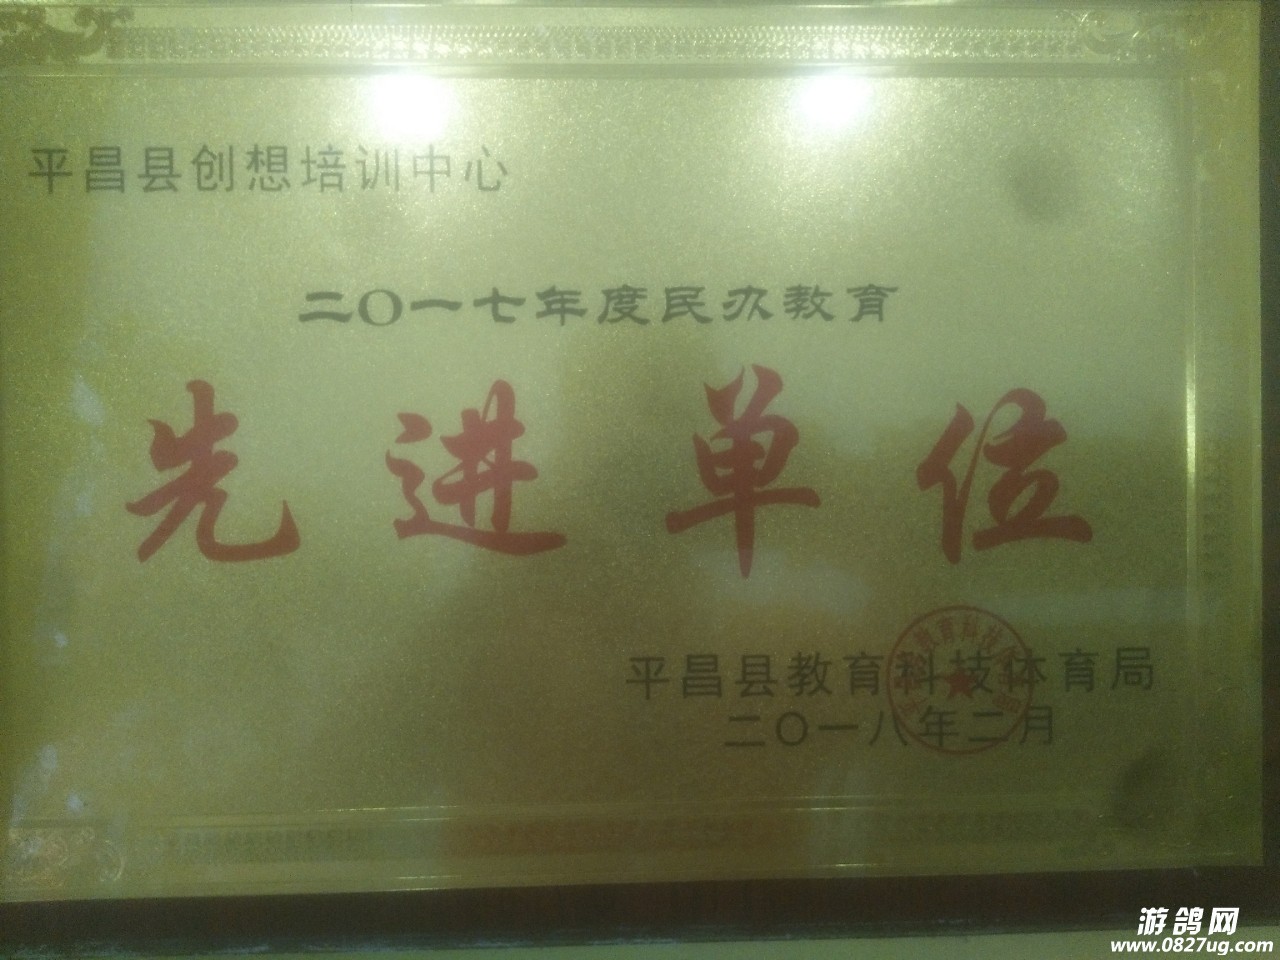 平昌县创想培训中心
二〇一七年度民办教育
先进单位
平昌县教育科技体育局
二〇一八年二月
游鸽网
www.0827ug.com